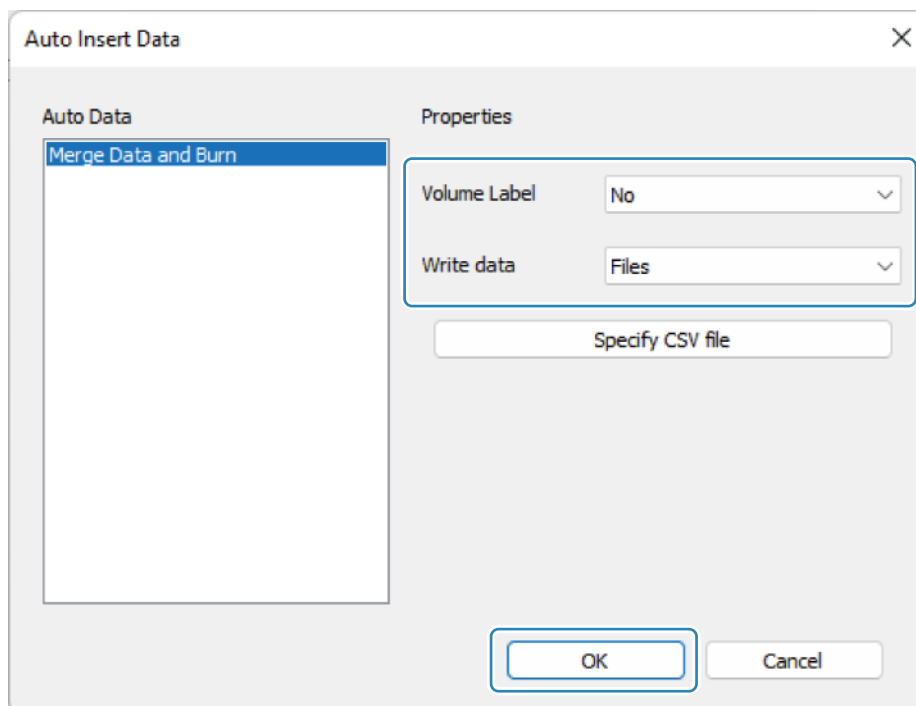 Auto Insert Data
Auto Data
Merge Data and Burn
Properties
Volume Label No
Write data Files
Specify CSV file
OK Cancel